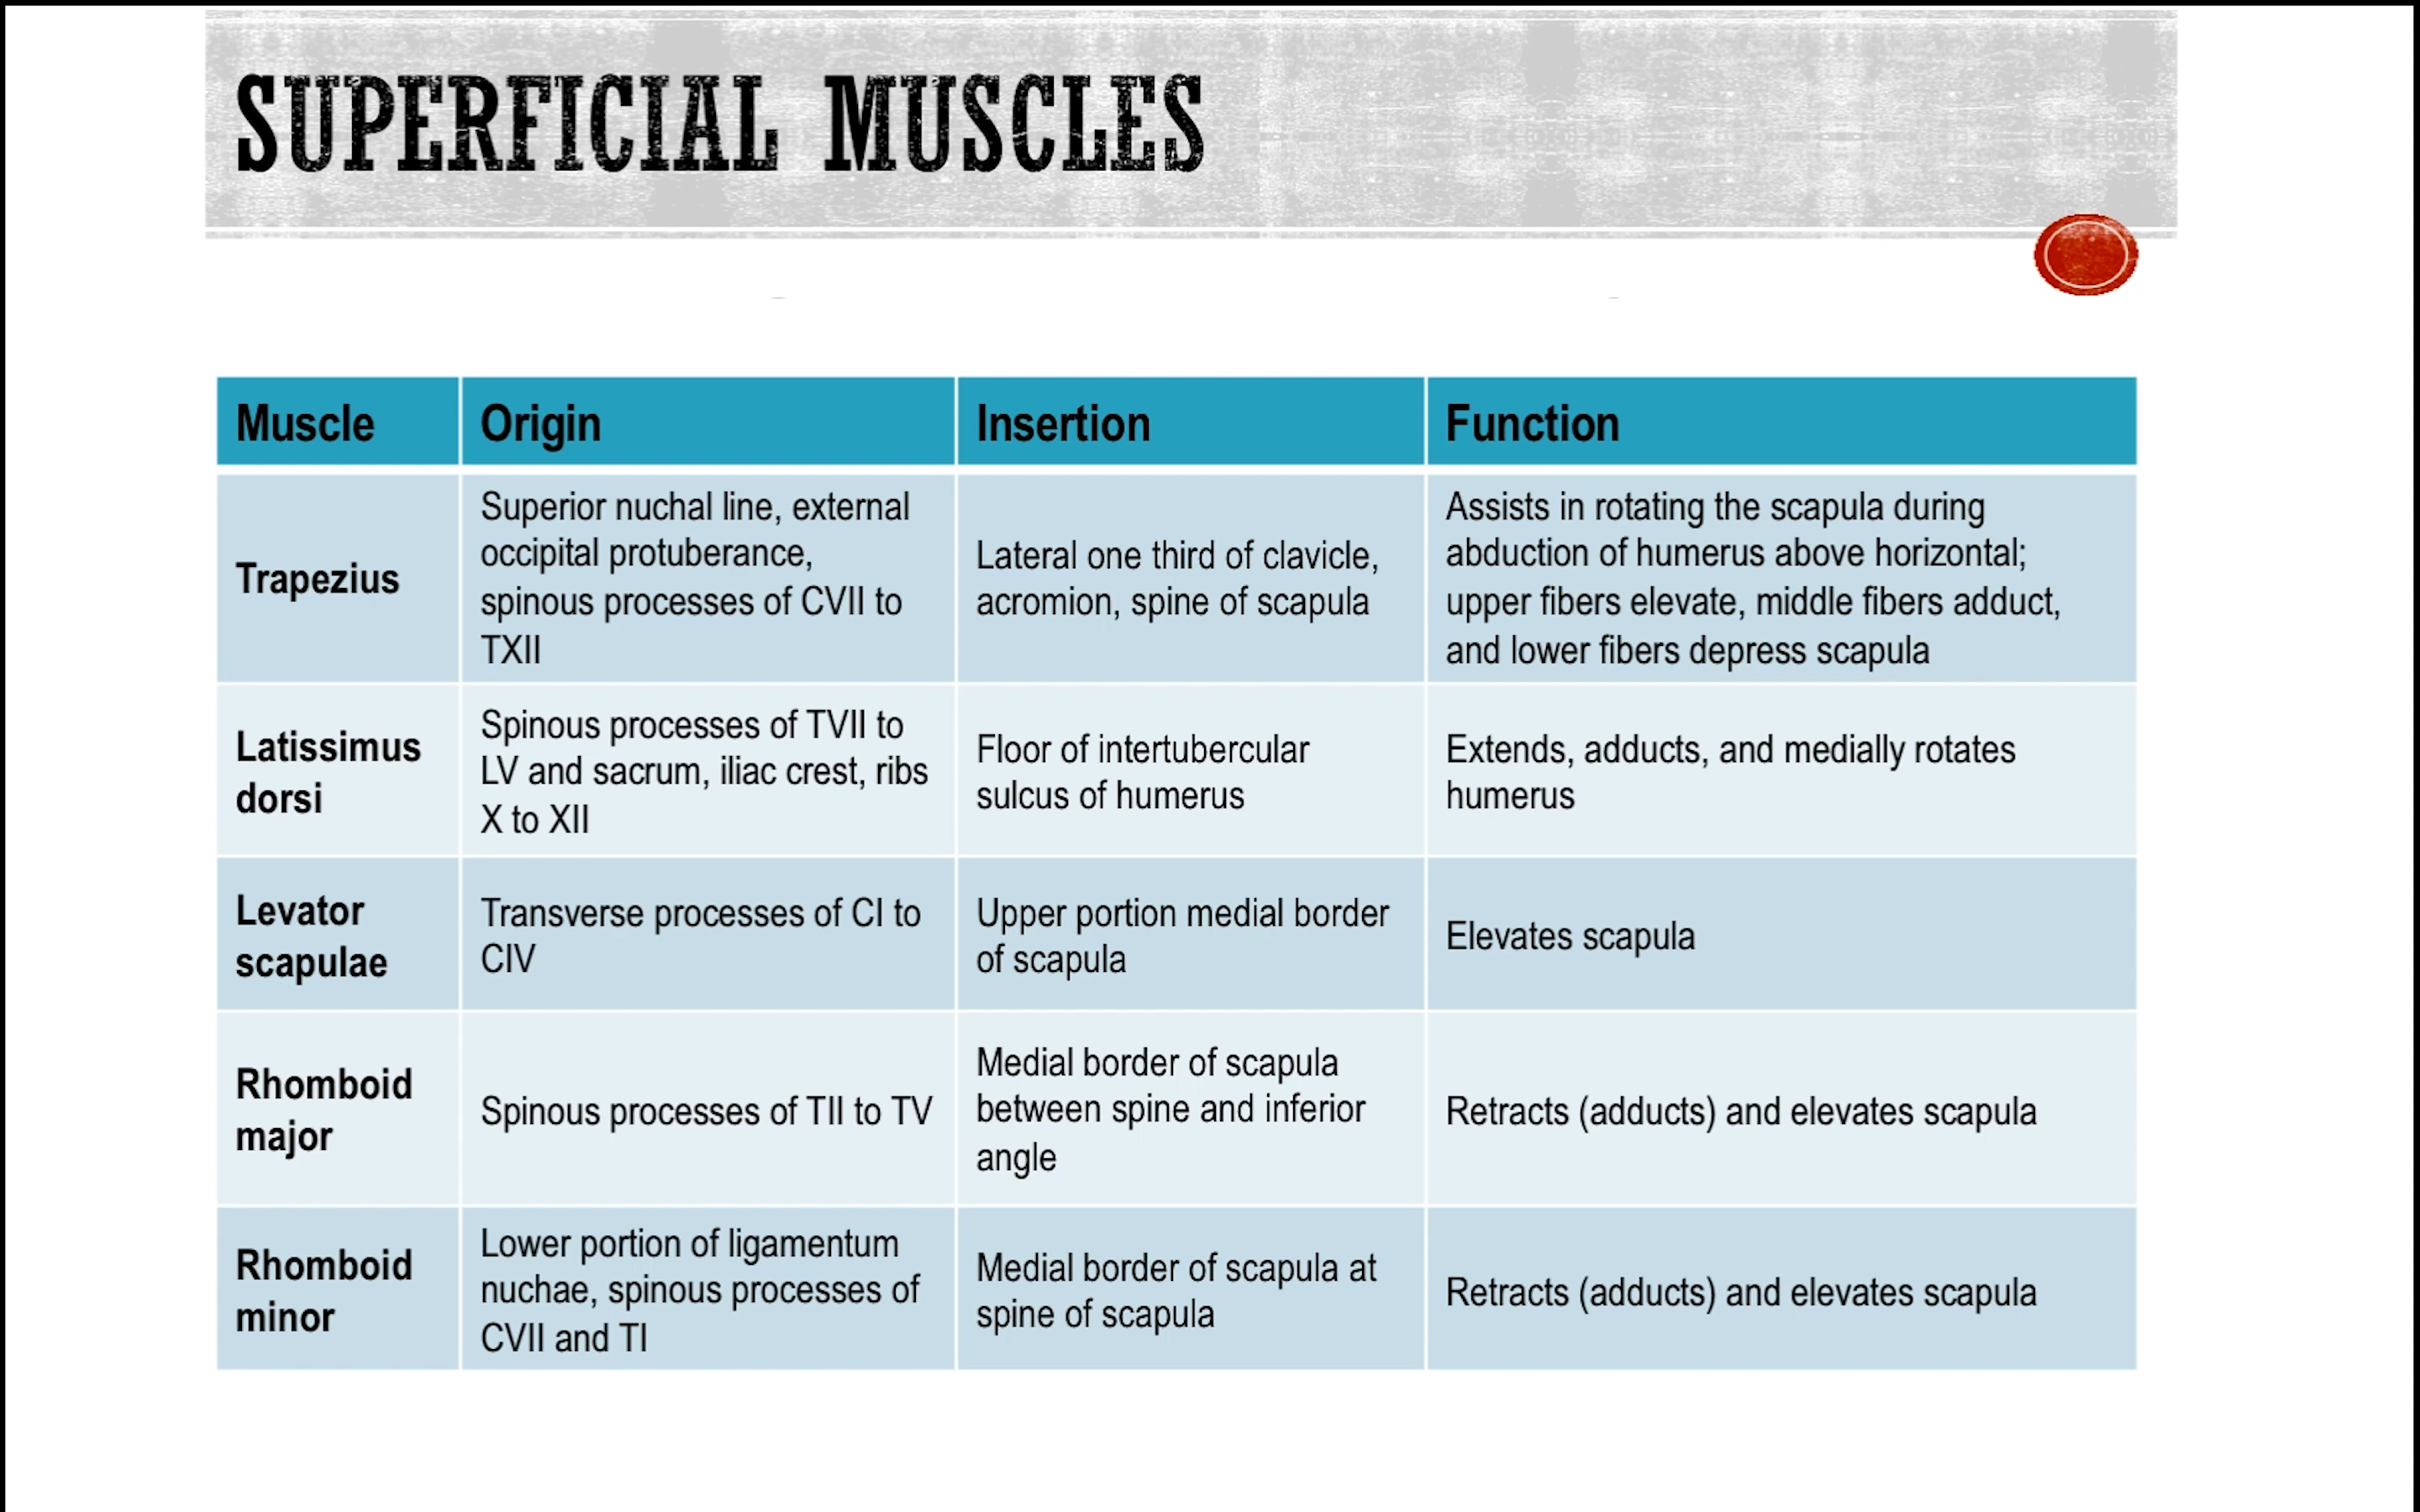 SUPERFICIAL MUSCLES
Muscle
Origin
Insertion
Function
Trapezius
Superior nuchal line, external
occipital protuberance,
spinous processes of CVII to
TXII
Lateral one third of clavicle,
acromion, spine of scapula
Assists in rotating the scapula during
abduction of humerus above horizontal;
upper fibers elevate, middle fibers adduct,
and lower fibers depress scapula
Latissimus
dorsi
Spinous processes of TVII to
LV and sacrum, iliac crest, ribs
X to XII
Floor of intertubercular
sulcus of humerus
Extends, adducts, and medially rotates
humerus
Levator
scapulae
Transverse processes of CI to
CIV
Upper portion medial border
of scapula
Elevates scapula
Rhomboid
major
Spinous processes of TII to TV
Medial border of scapula
between spine and inferior
angle
Retracts (adducts) and elevates scapula
Rhomboid
minor
Lower portion of ligamentum
nuchae, spinous processes of
CVII and TI
Medial border of scapula at
spine of scapula
Retracts (adducts) and elevates scapula